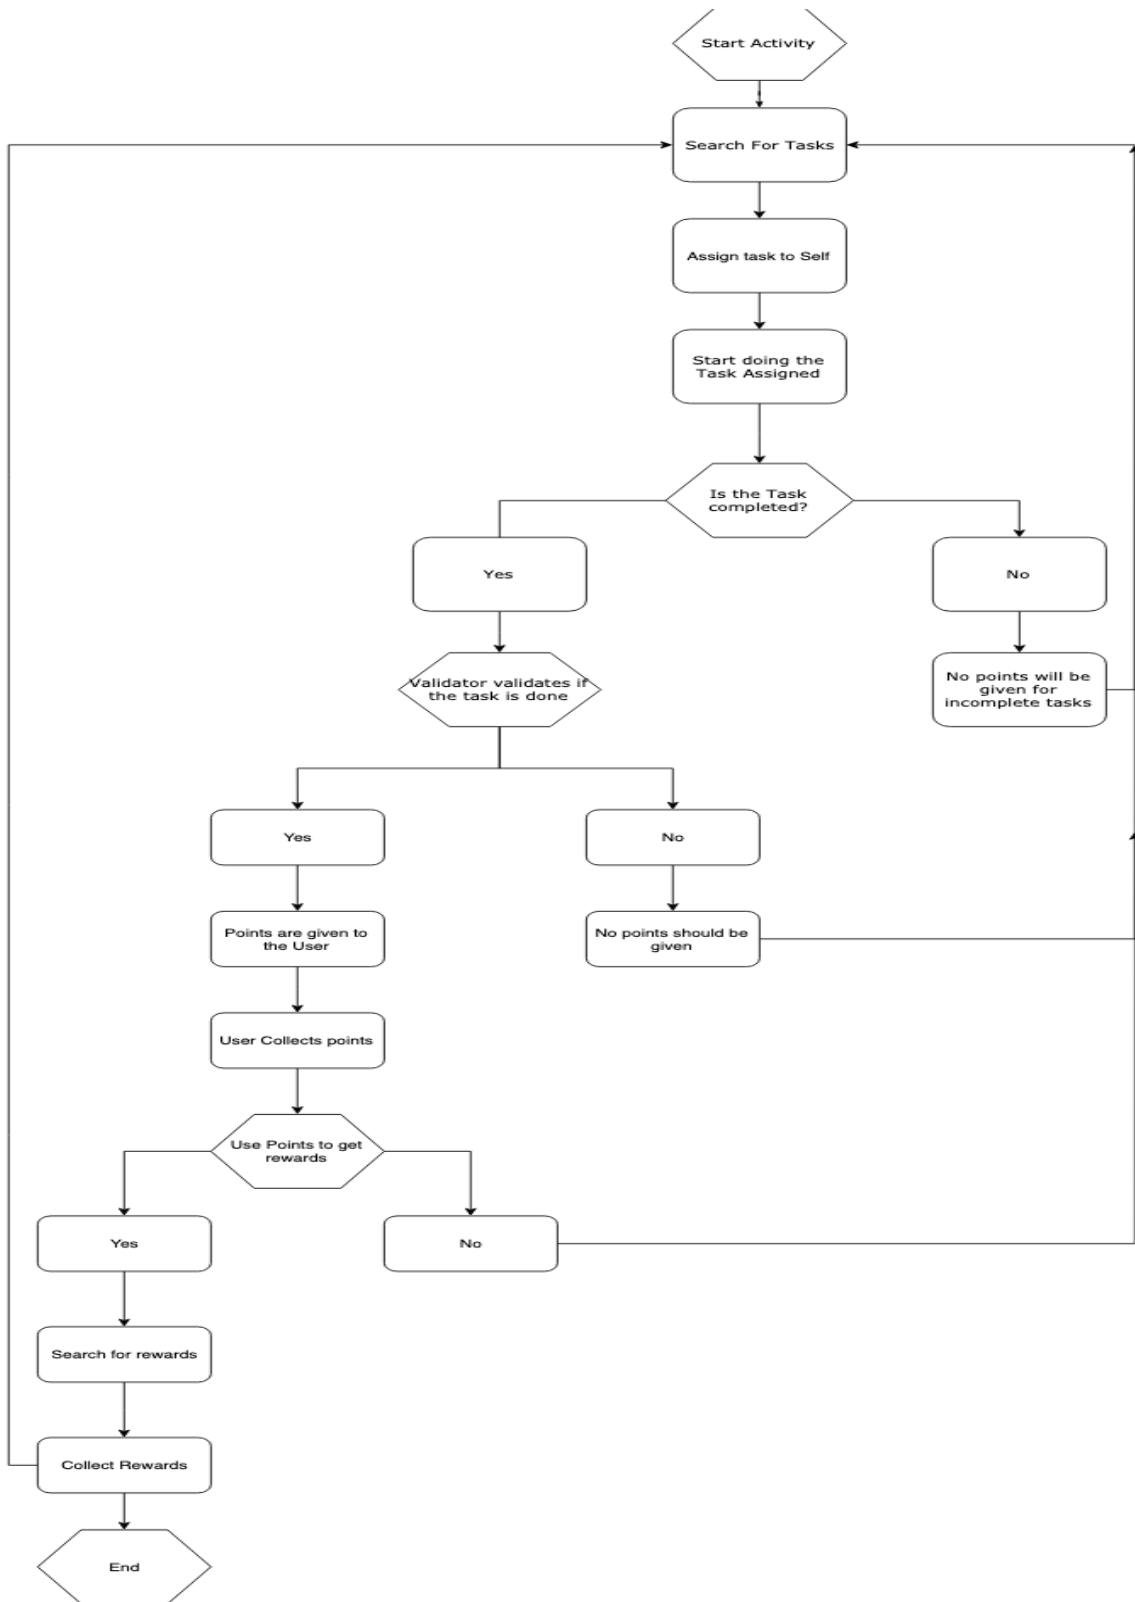 Start Activity
Search For Tasks
Assign task to Self
Start doing the
Task Assigned
Is the Task
completed?
Yes
No
Validator validates if
the task is done
No points will be
given for
incomplete tasks
Yes
No
Points are given to
the User
No points should be
given
User Collects points
Use Points to get
rewards
Yes
No
Search for rewards
Collect Rewards
End